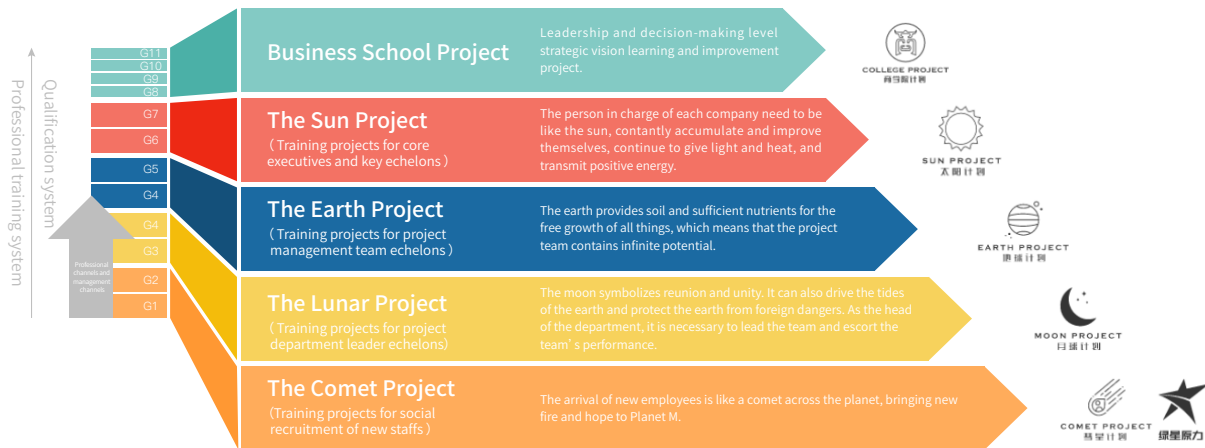 Professional training system
Qualification system
G11
G10
G9
G8
G7
G6
G5
G4
G4
G3
G2
G1
Professional
channels and
management
channels
Business School Project
Leadership and decision-making level
strategic vision learning and improvement
project.
COLLEGE PROJECT
商学院计划
The Sun Project
( Training projects for core
executives and key echelons )
The person in charge of each company need to be
like the sun, contantly accumulate and improve
themselves, continue to give light and heat, and
transmit positive energy.
SUN PROJECT
太阳计划
The Earth Project
( Training projects for project
management team echelons )
The earth provides soil and sufficient nutrients for the
free growth of all things, which means that the project
team contains infinite potential.
EARTH PROJECT
地球计划
The Lunar Project
( Training projects for project
department leader echelons)
The moon symbolizes reunion and unity. It can also drive the tides
of the earth and protect the earth from foreign dangers. As the head
of the department, it is necessary to lead the team and escort the
team's performance.
MOON PROJECT
月球计划
The Comet Project
(Training projects for social
recruitment of new staffs )
The arrival of new employees is like a comet across the planet, bringing new
fire and hope to Planet M.
COMET PROJECT
彗星计划
绿星原力